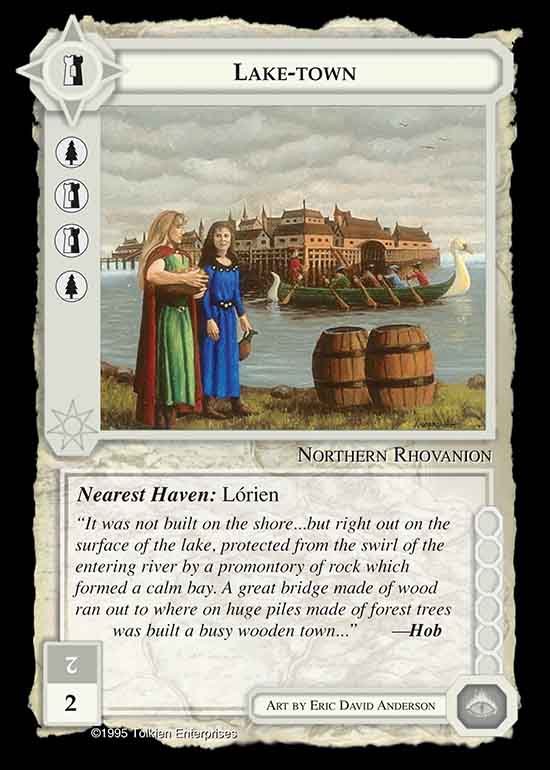 Lake-town
Northern Rhovanion
Nearest Haven: Lórien
“It was not built on the shore...but right out on the
surface of the lake, protected from the swirl of the
entering river by a promontory of rock which
formed a calm bay. A great bridge made of wood
ran out to where on huge piles made of forest trees
was built a busy wooden town...” —Hob
2
2
Art by Eric David Anderson
©1995 Tolkien Enterprises